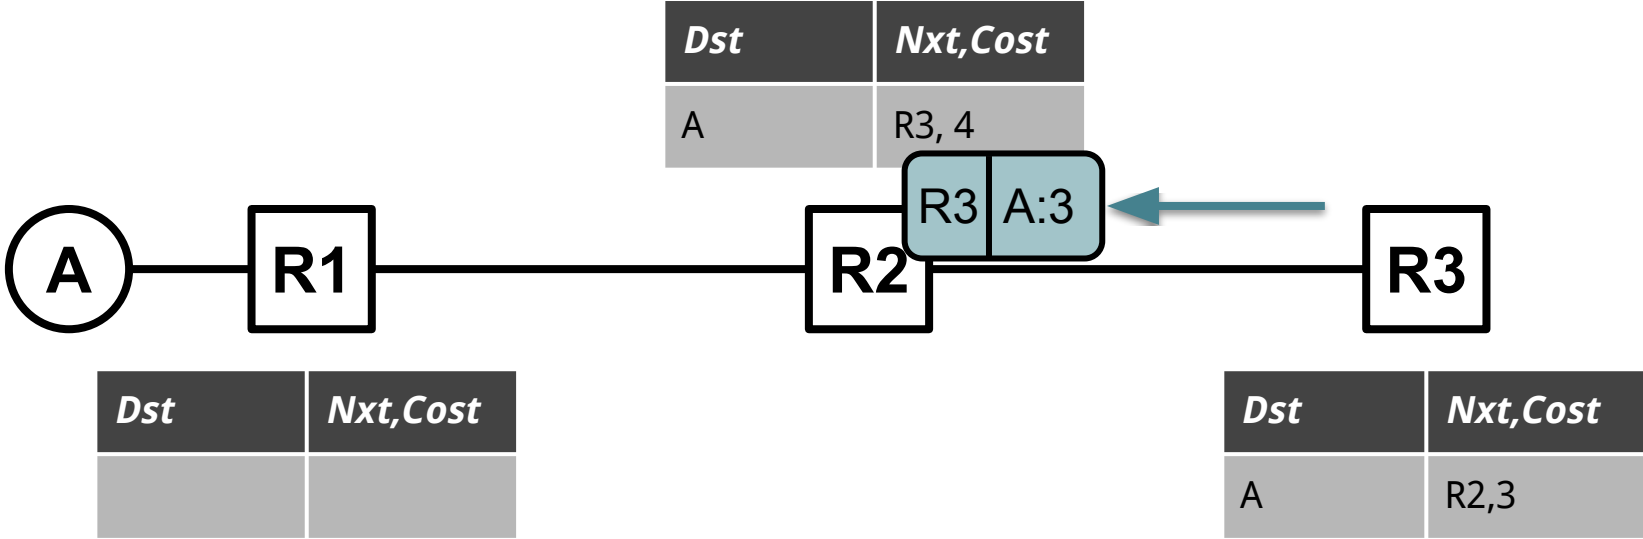 Dst Nxt,Cost
A R3, 4
R3 A:3
A R1 R2 R3
Dst Nxt,Cost
Dst Nxt,Cost
A R2,3